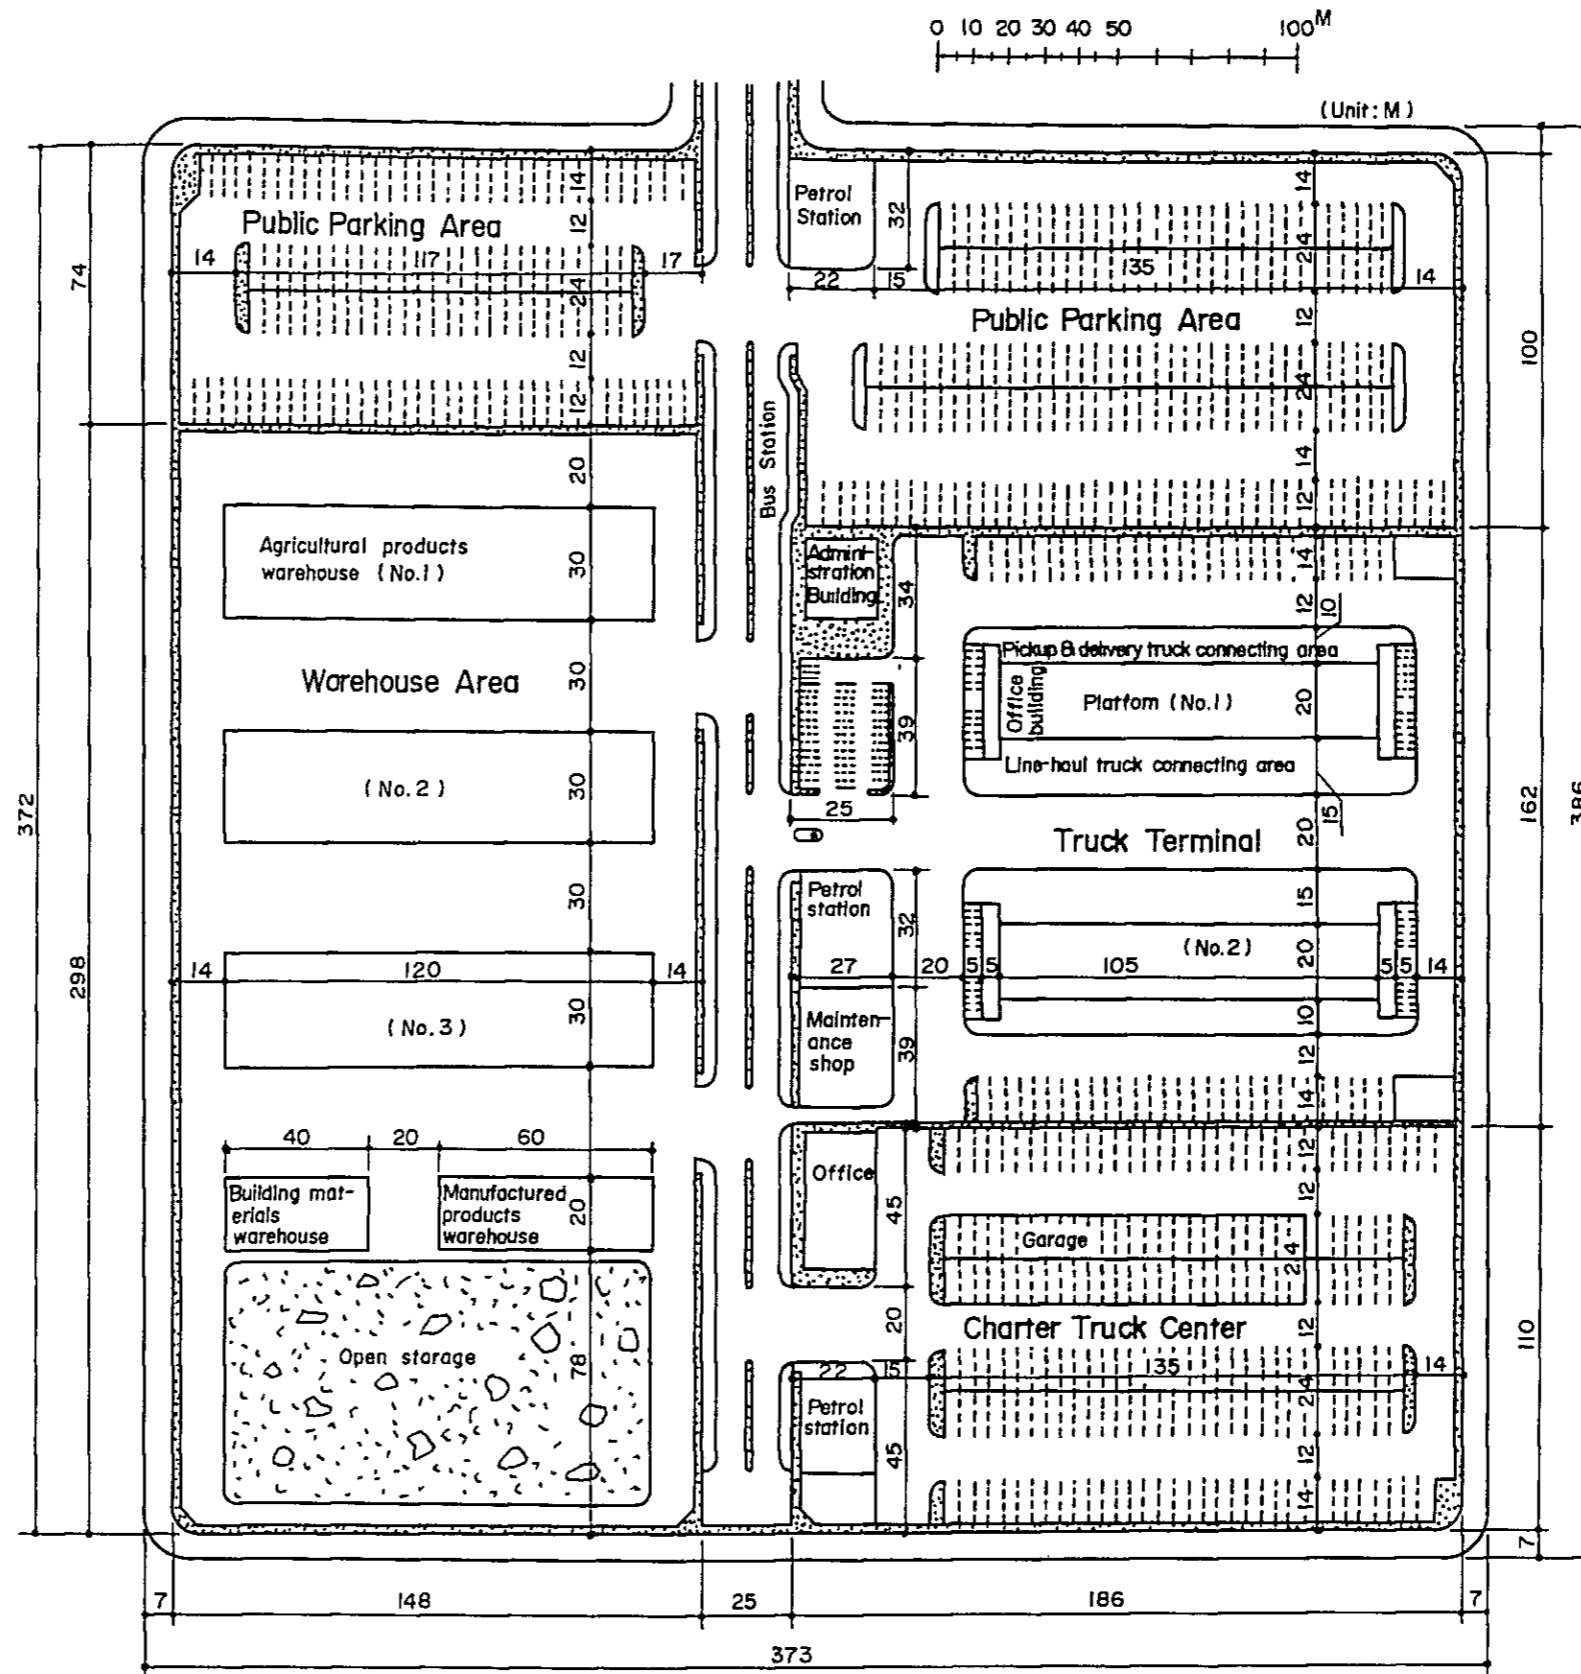 0 10 20 30 40 50 100M
(Unit: M)
Public Parking Area
14
12
14
117
17
24
74
12
12
Petrol
Station
32
22
15
14
24
135
14
Public Parking Area
12
24
14
12
100
Bus Station
372
298
20
Agricultural products
warehouse (No.1)
30
Warehouse Area
30
(No.2)
30
30
14
120
14
(No.3)
30
40
20
60
Building mat-
erials
warehouse
Manufactured
products
warehouse
20
Open storage
78
Admini-
stration
Building
34
39
25
14
12
10
Pickup & delivery truck connecting area
Office
building
Platfom (No.1)
20
Line-haul truck connecting area
15
Truck Terminal
20
162
386
Petrol
station
32
27
20
5
5
105
5
5
14
15
(No.2)
20
10
Mainten-
ance
shop
39
12
14
Office
45
12
12
Garage
24
20
Charter Truck Center
12
22
15
135
14
24
Petrol
station
45
12
14
110
7
7
148
25
186
7
373